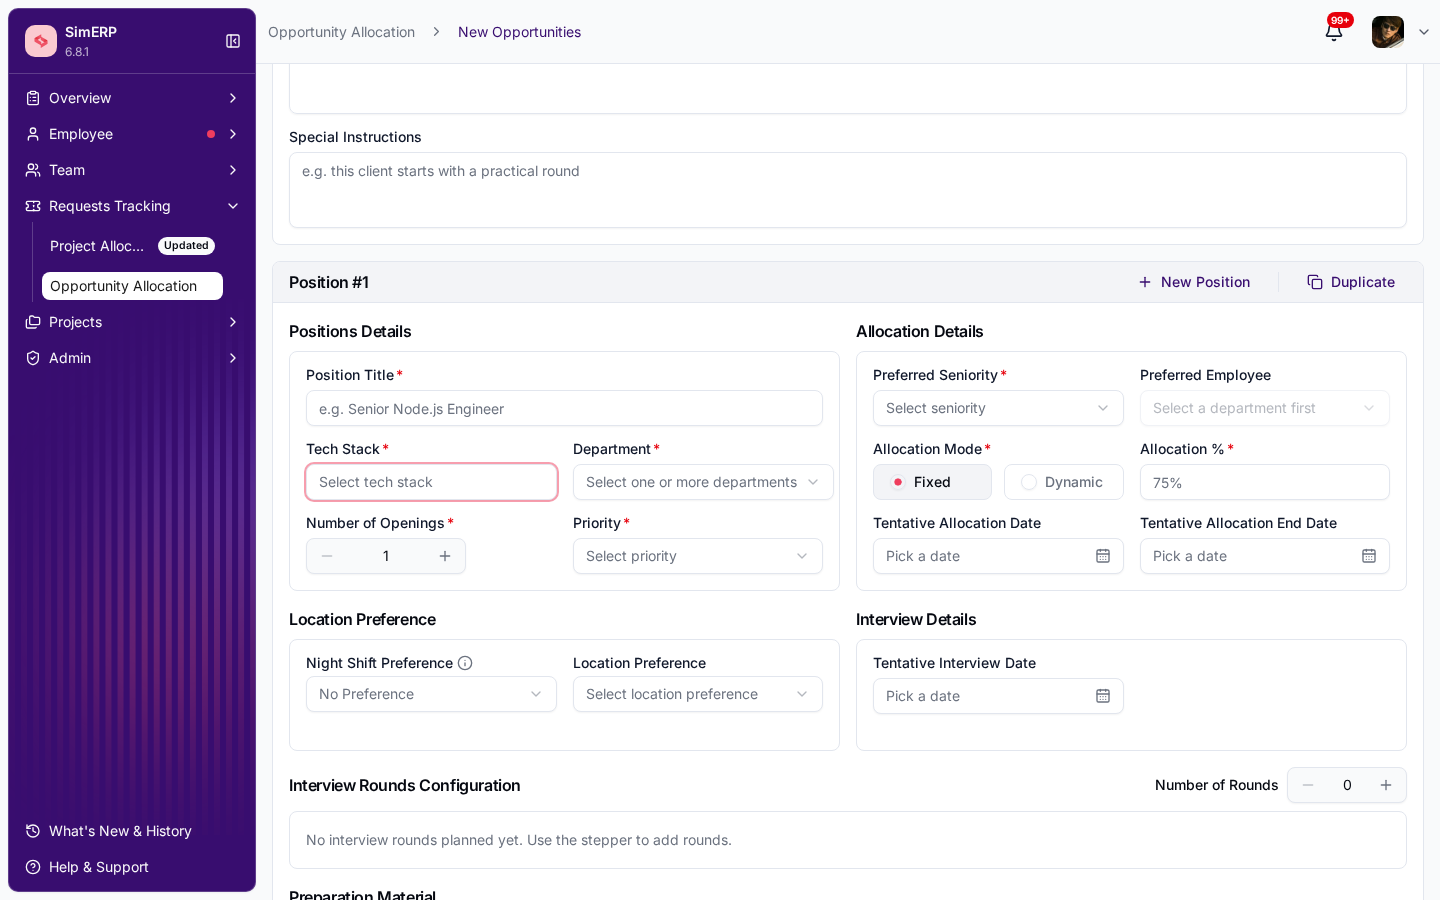 SimERP
6.8.1
Overview
Employee
Team
Requests Tracking
Project Alloc... Updated
Opportunity Allocation
Projects
Admin
What's New & History
Help & Support
Opportunity Allocation > New Opportunities
99+
Special Instructions
e.g. this client starts with a practical round
Position #1
New Position
Duplicate
Positions Details
Position Title *
e.g. Senior Node.js Engineer
Tech Stack *
Select tech stack
Department *
Select one or more departments
Number of Openings *
1
Priority *
Select priority
Allocation Details
Preferred Seniority *
Select seniority
Preferred Employee
Select a department first
Allocation Mode *
Fixed
Dynamic
Allocation % *
75%
Tentative Allocation Date
Pick a date
Tentative Allocation End Date
Pick a date
Location Preference
Night Shift Preference
No Preference
Location Preference
Select location preference
Interview Details
Tentative Interview Date
Pick a date
Interview Rounds Configuration
Number of Rounds
0
No interview rounds planned yet. Use the stepper to add rounds.
Preparation Material